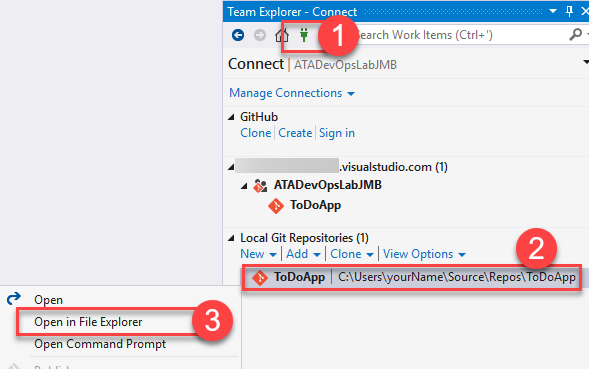 Team Explorer - Connect
1
Search Work Items (Ctrl+')
Connect | ATADevOpsLabJMB
Manage Connections
GitHub
Clone | Create | Sign in
.visualstudio.com (1)
ATADevOpsLabJMB
ToDoApp
Local Git Repositories (1)
2
New | Add | Clone | View Options
ToDoApp | C:\Users\yourName\Source\Repos\ToDoApp
Open
Open in File Explorer
3
Open Command Prompt